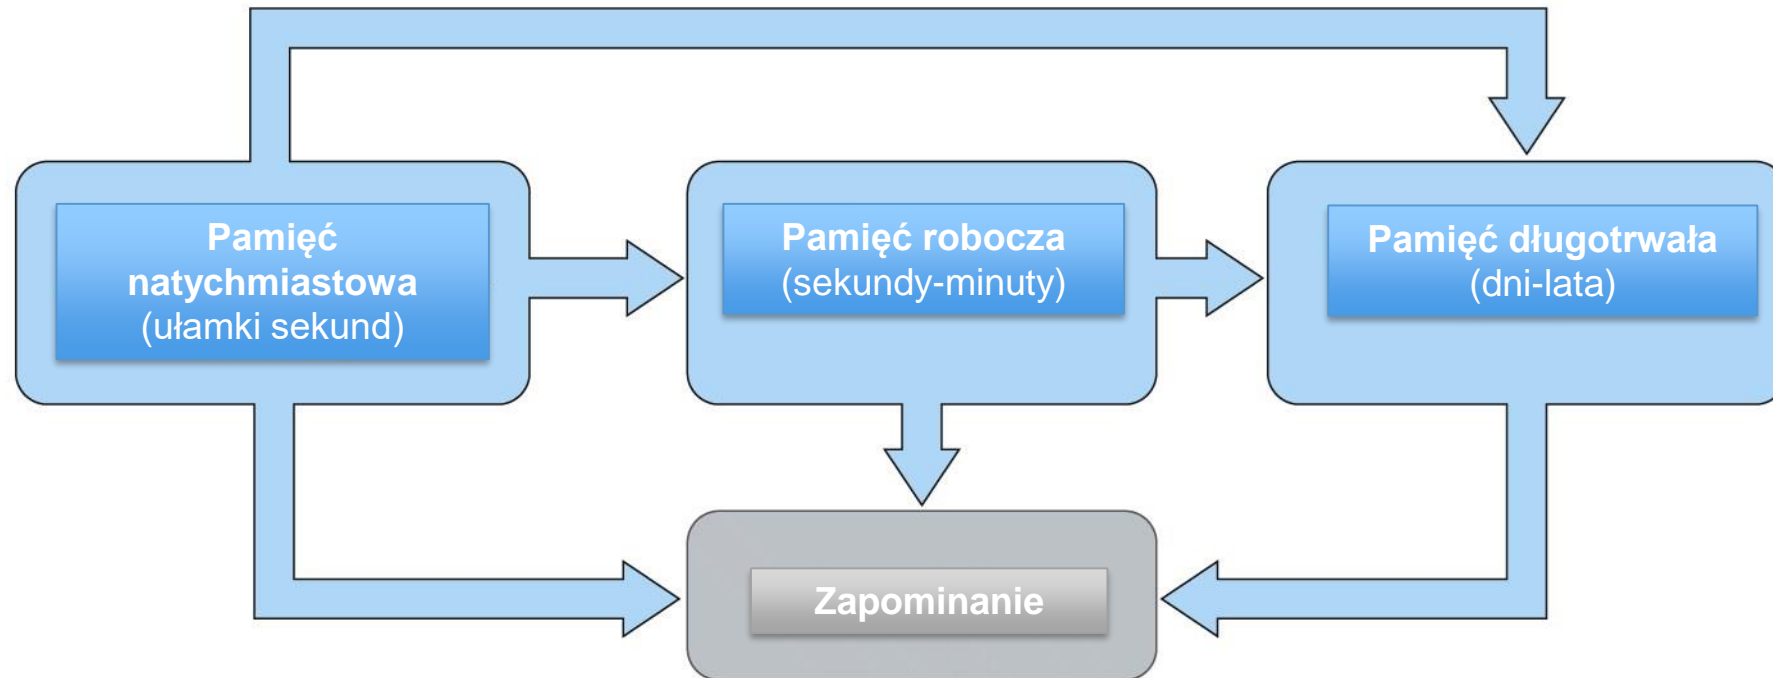 Pamięć
natychmiastowa
(ułamki sekund)
Pamięć robocza
(sekundy-minuty)
Pamięć długotrwała
(dni-lata)
Zapominanie